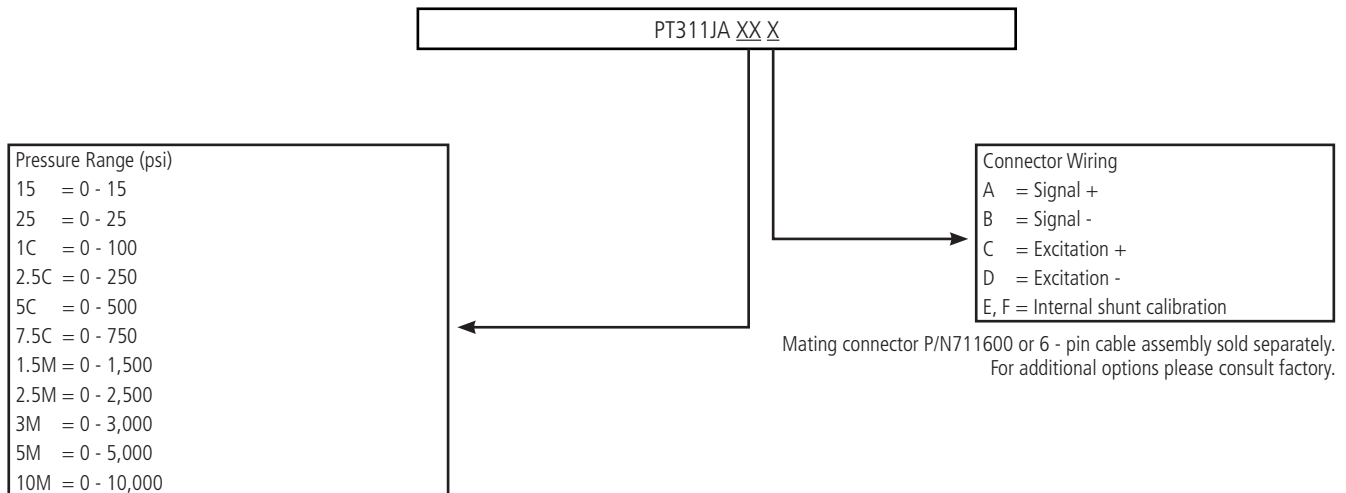 PT311JA XX X
Pressure Range (psi)
15 = 0 - 15
25 = 0 - 25
1C = 0 - 100
2.5C = 0 - 250
5C = 0 - 500
7.5C = 0 - 750
1.5M = 0 - 1,500
2.5M = 0 - 2,500
3M = 0 - 3,000
5M = 0 - 5,000
10M = 0 - 10,000
Connector Wiring
A = Signal +
B = Signal -
C = Excitation +
D = Excitation -
E, F = Internal shunt calibration
Mating connector P/N711600 or 6 - pin cable assembly sold separately.
For additional options please consult factory.